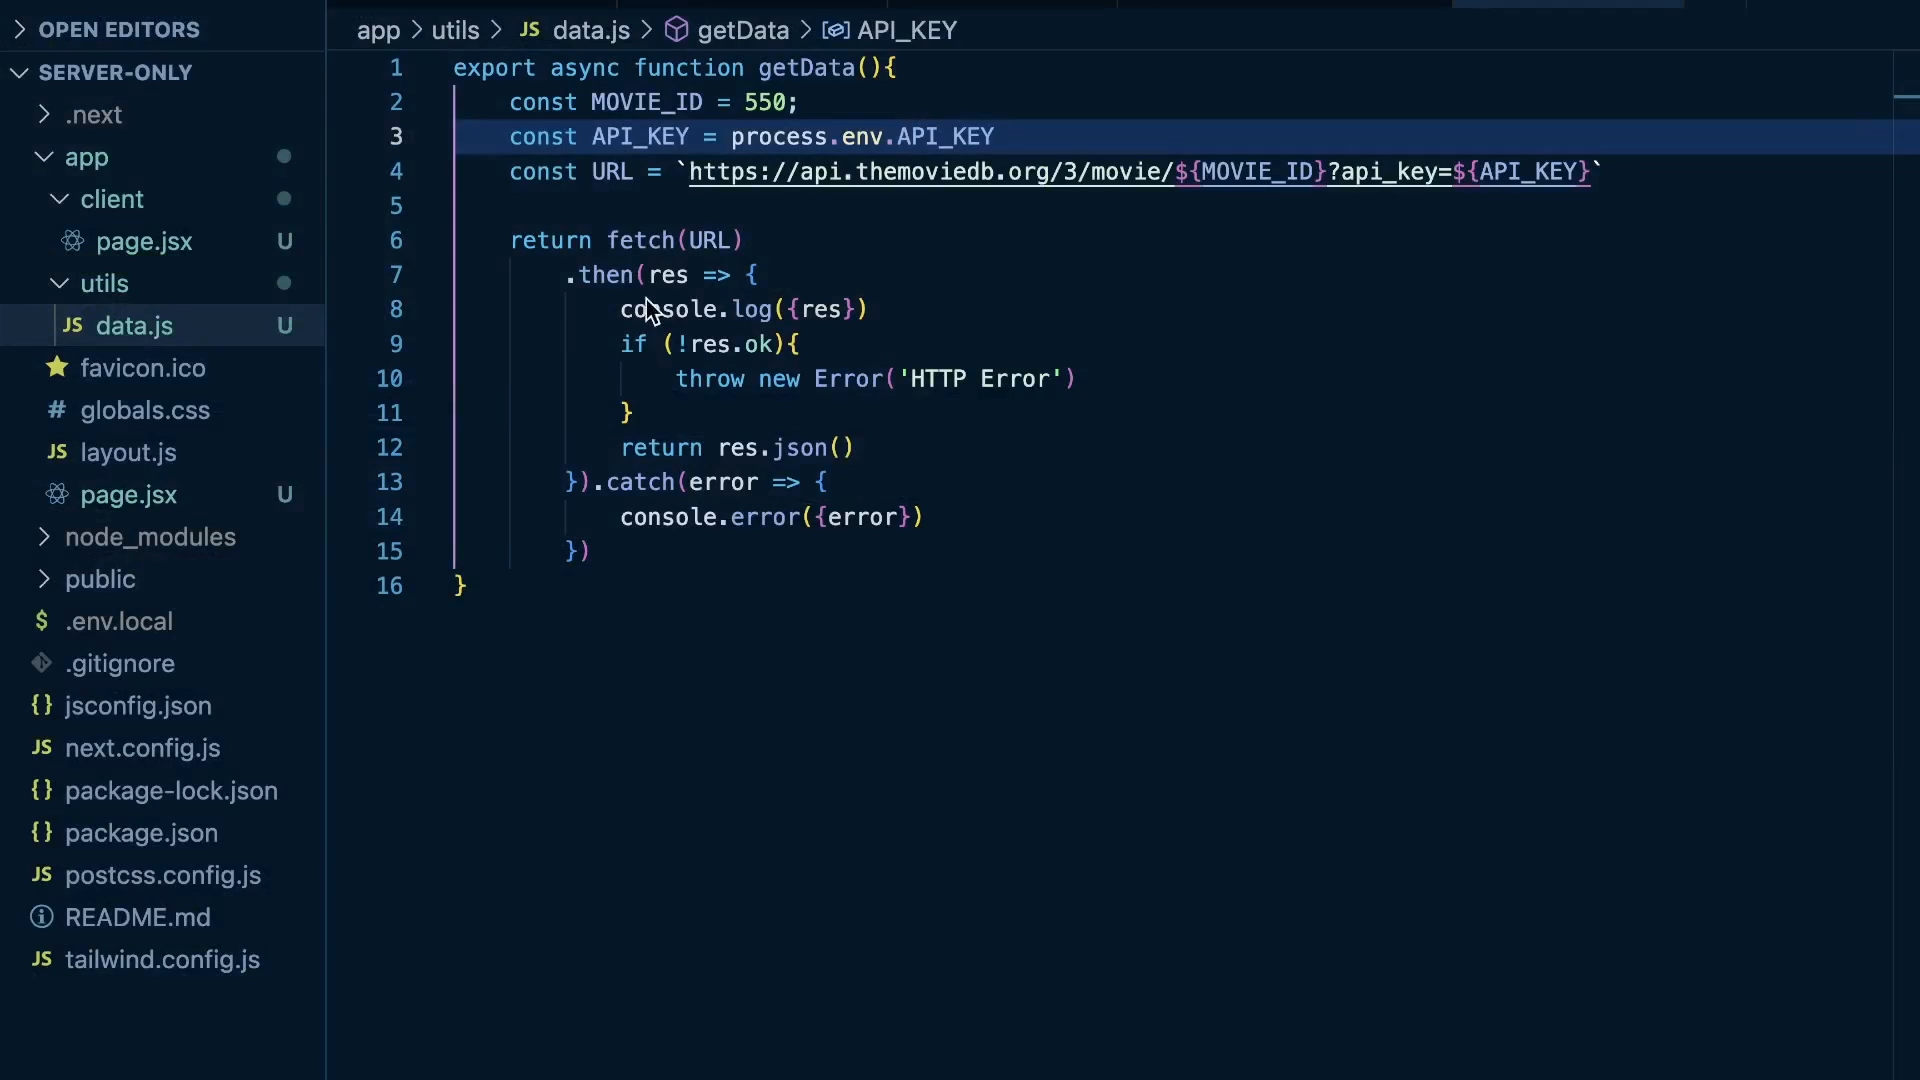 OPEN EDITORS
SERVER-ONLY
.next
app
client
page.jsx U
utils
JS data.js U
favicon.ico
# globals.css
JS layout.js
page.jsx U
node_modules
public
$ .env.local
.gitignore
{} jsconfig.json
JS next.config.js
{} package-lock.json
{} package.json
JS postcss.config.js
README.md
JS tailwind.config.js
app > utils > JS data.js > getData > API_KEY
1 export async function getData(){
2 const MOVIE_ID = 550;
3 const API_KEY = process.env.API_KEY
4 const URL = `https://api.themoviedb.org/3/movie/${MOVIE_ID}?api_key=${API_KEY}`
5
6 return fetch(URL)
7 .then(res => {
8 console.log({res})
9 if (!res.ok){
10 throw new Error('HTTP Error')
11 }
12 return res.json()
13 }).catch(error => {
14 console.error({error})
15 })
16 }